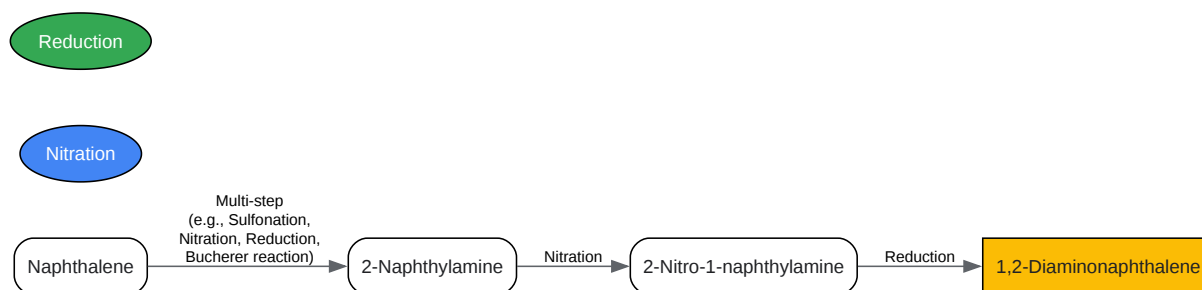 Reduction
Nitration
Multi-step
(e.g., Sulfonation,
Nitration, Reduction,
Bucherer reaction)
Naphthalene
2-Naphthylamine
Nitration
2-Nitro-1-naphthylamine
Reduction
1,2-Diaminonaphthalene